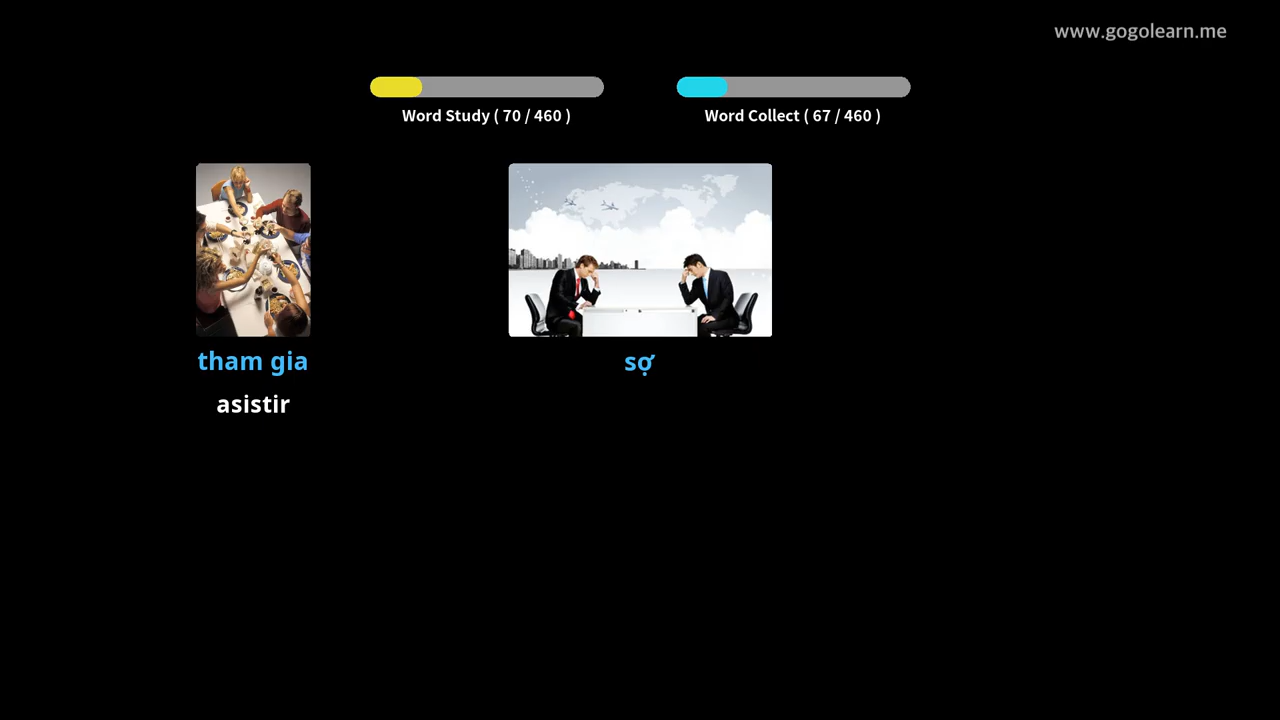 www.gogolearn.me
Word Study ( 70 / 460 )
Word Collect ( 67 / 460 )
tham gia
sợ
asistir